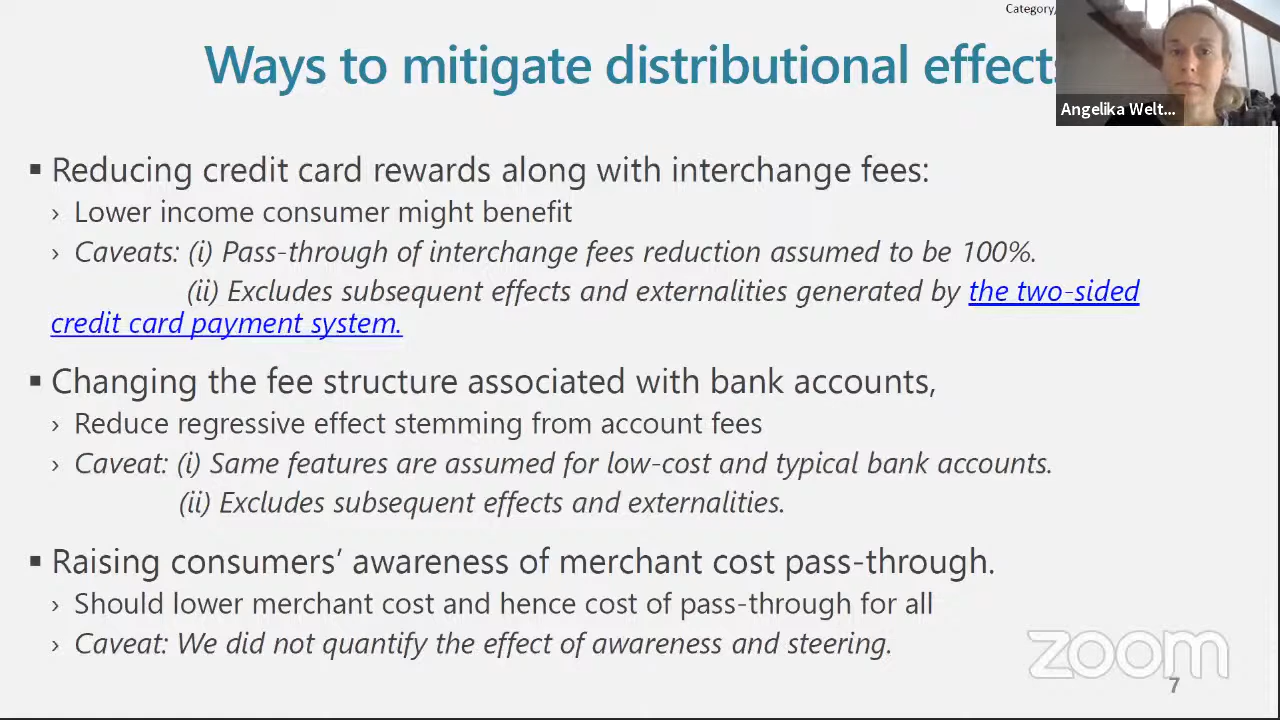 Category/
Ways to mitigate distributional effects
Angelika Welt...
▪ Reducing credit card rewards along with interchange fees:
› Lower income consumer might benefit
› Caveats: (i) Pass-through of interchange fees reduction assumed to be 100%.
(ii) Excludes subsequent effects and externalities generated by the two-sided
credit card payment system.
▪ Changing the fee structure associated with bank accounts,
› Reduce regressive effect stemming from account fees
› Caveat: (i) Same features are assumed for low-cost and typical bank accounts.
(ii) Excludes subsequent effects and externalities.
▪ Raising consumers’ awareness of merchant cost pass-through.
› Should lower merchant cost and hence cost of pass-through for all
› Caveat: We did not quantify the effect of awareness and steering.
zoom
7